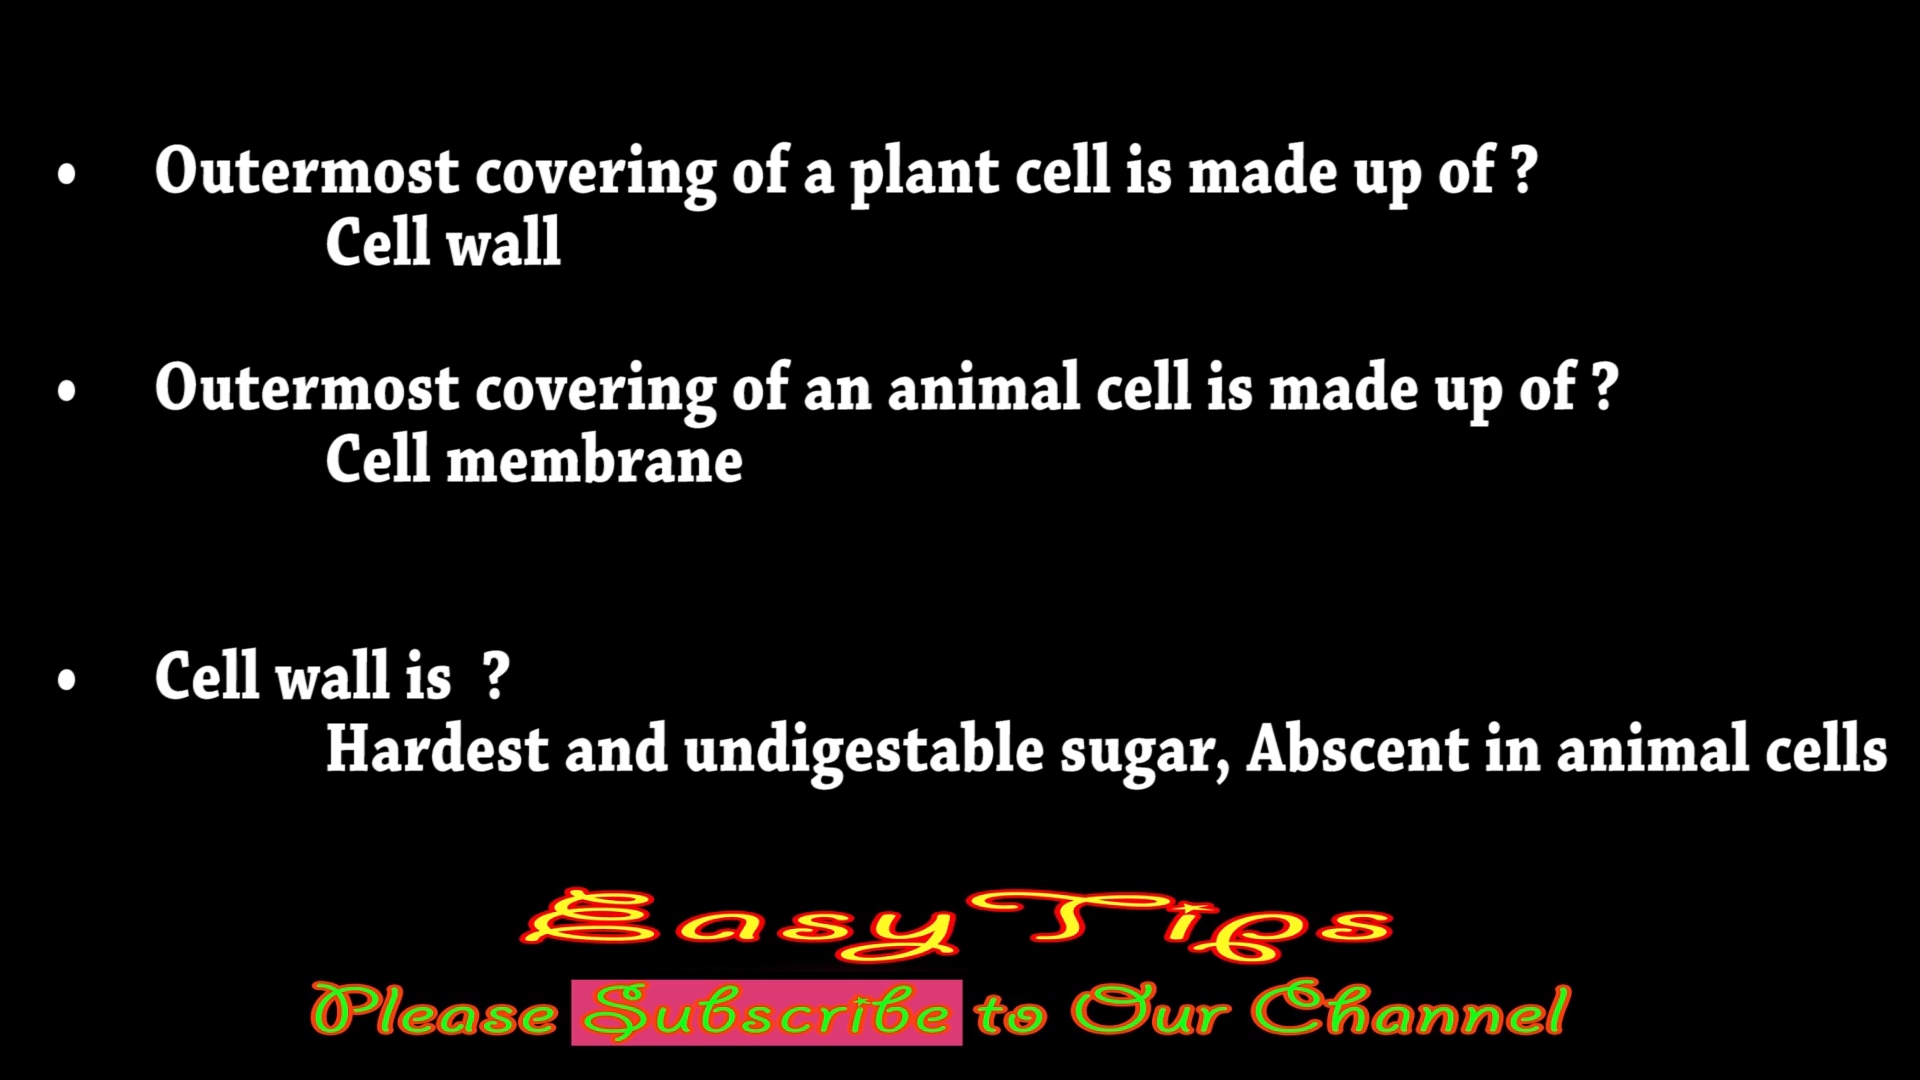 • Outermost covering of a plant cell is made up of ?
Cell wall
• Outermost covering of an animal cell is made up of ?
Cell membrane
• Cell wall is ?
Hardest and undigestable sugar, Abscent in animal cells
Easy Tips
Please Subscribe to Our Channel